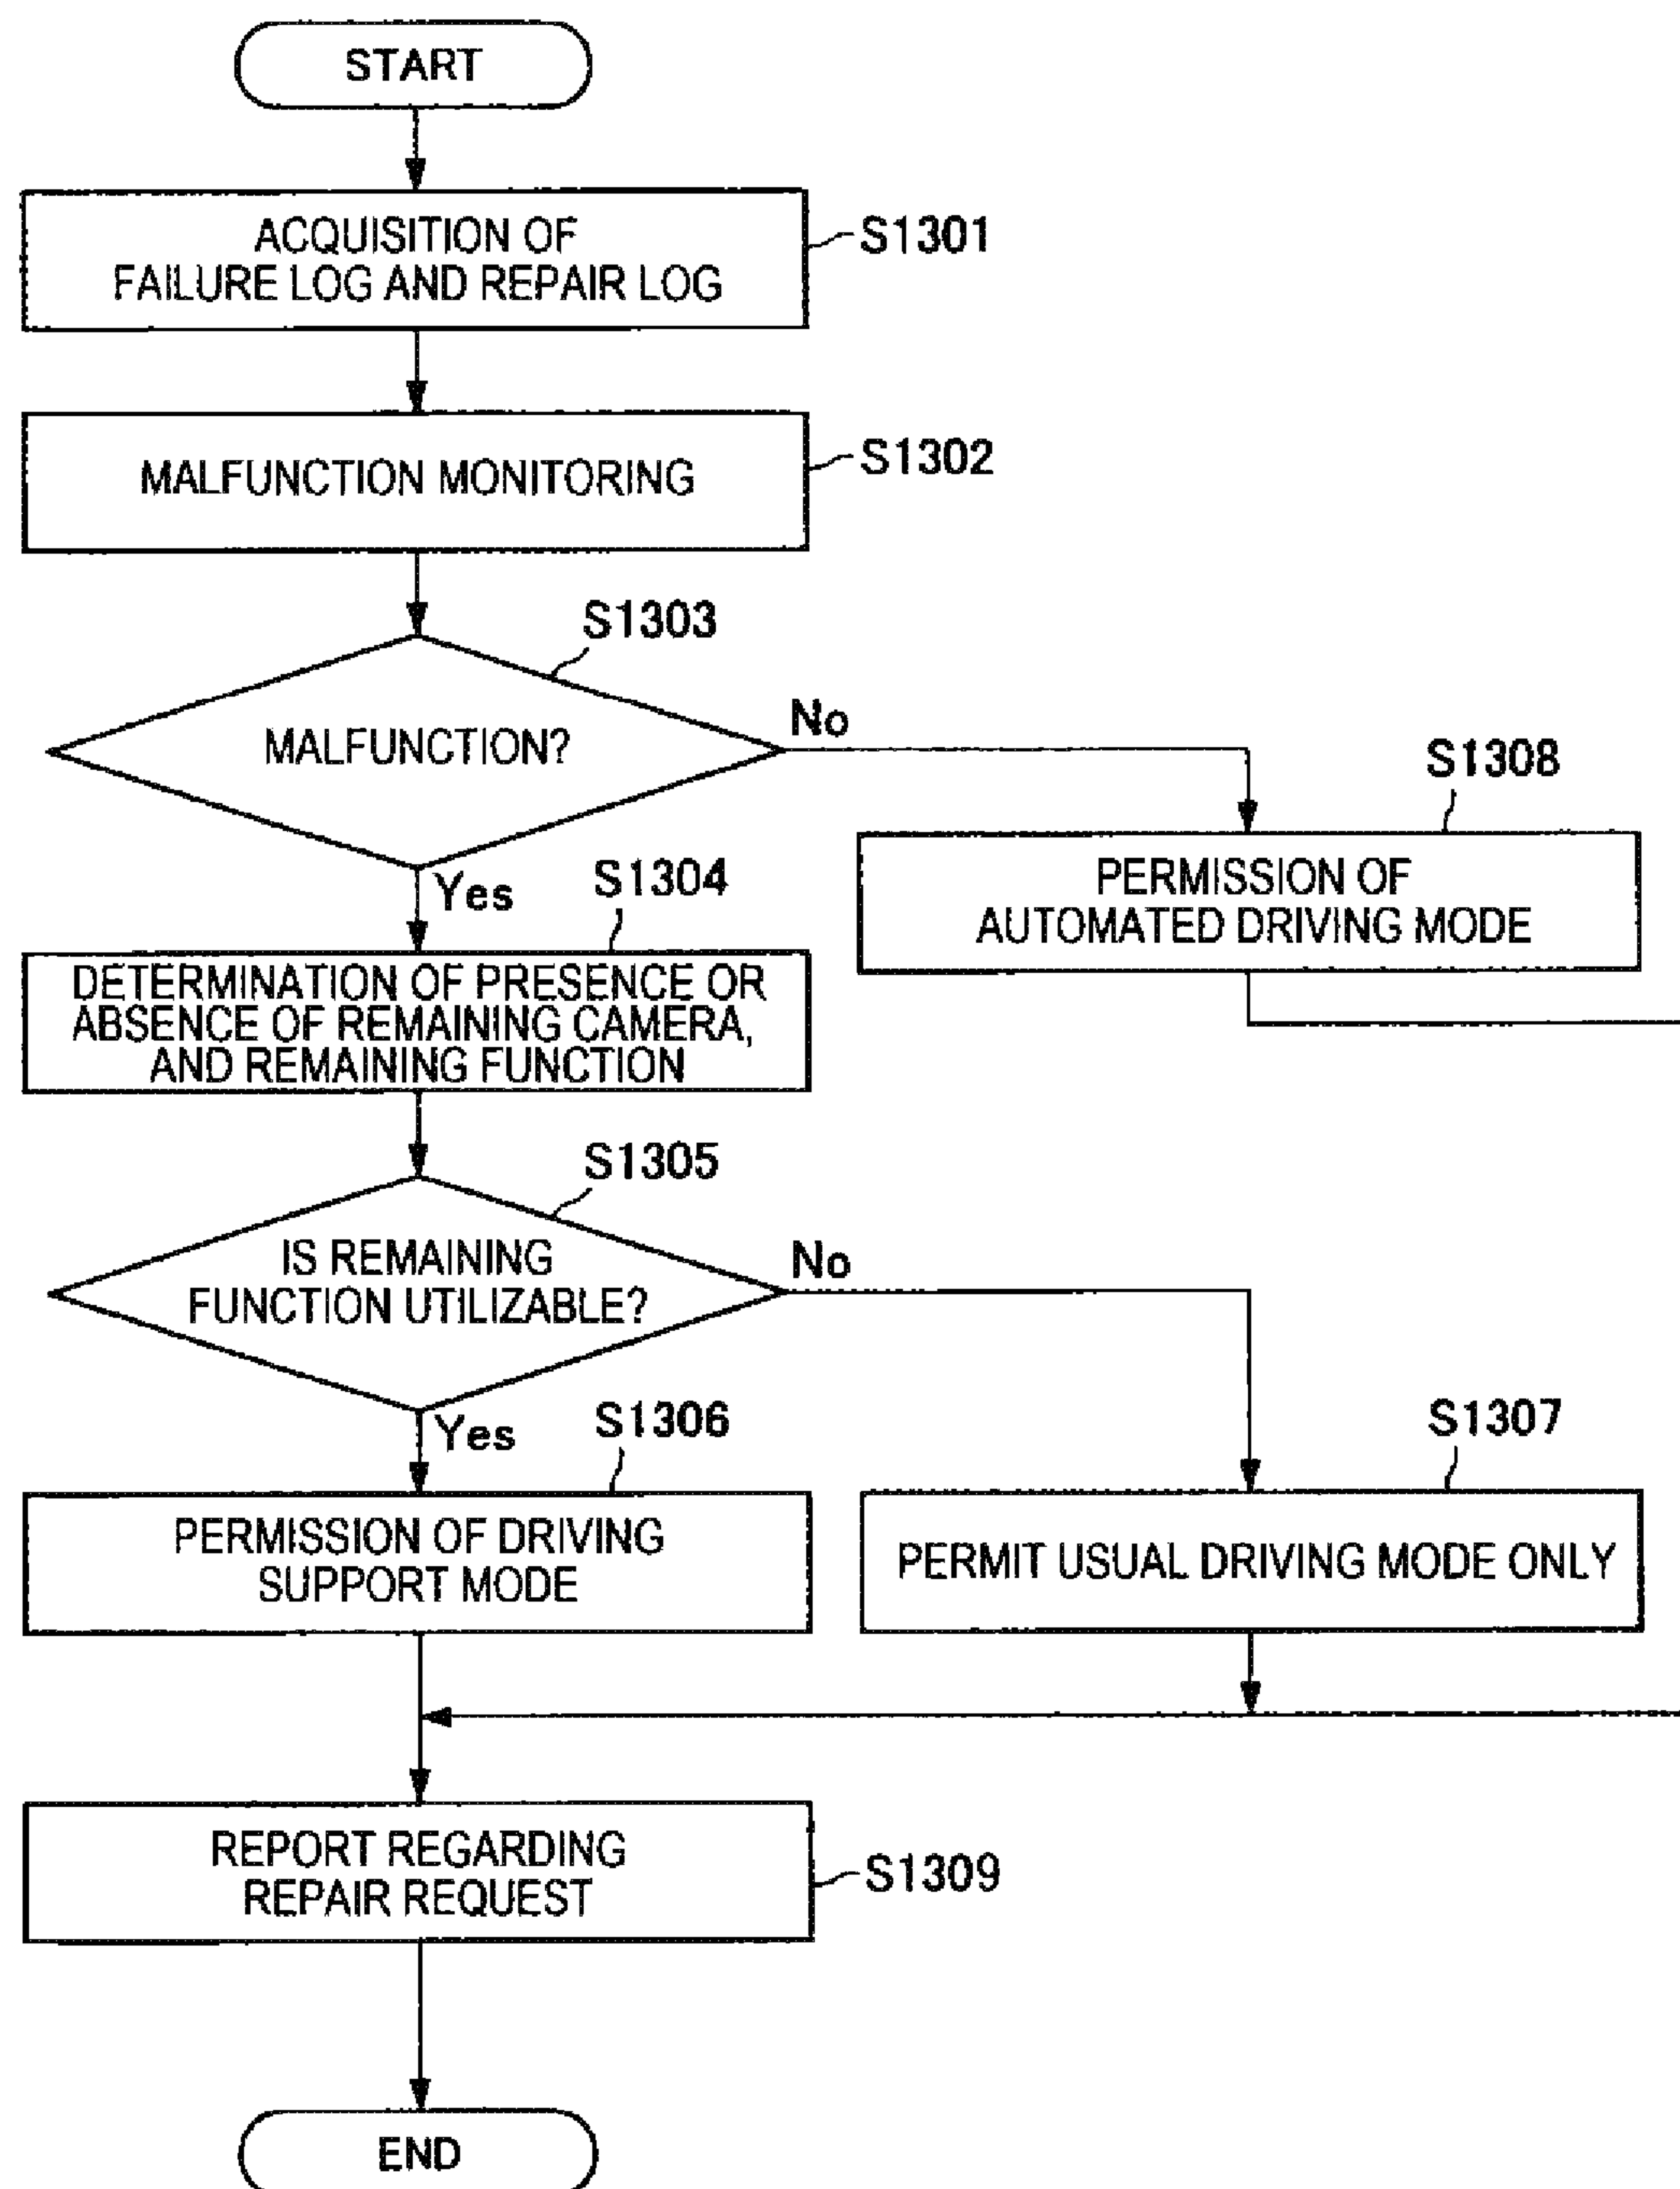 START
ACQUISITION OF
FAILURE LOG AND REPAIR LOG
S1301
MALFUNCTION MONITORING
S1302
S1303
MALFUNCTION?
No
Yes
S1308
PERMISSION OF
AUTOMATED DRIVING MODE
S1304
DETERMINATION OF PRESENCE OR
ABSENCE OF REMAINING CAMERA,
AND REMAINING FUNCTION
S1305
IS REMAINING
FUNCTION UTILIZABLE?
No
Yes
S1306
PERMISSION OF DRIVING
SUPPORT MODE
S1307
PERMIT USUAL DRIVING MODE ONLY
REPORT REGARDING
REPAIR REQUEST
S1309
END